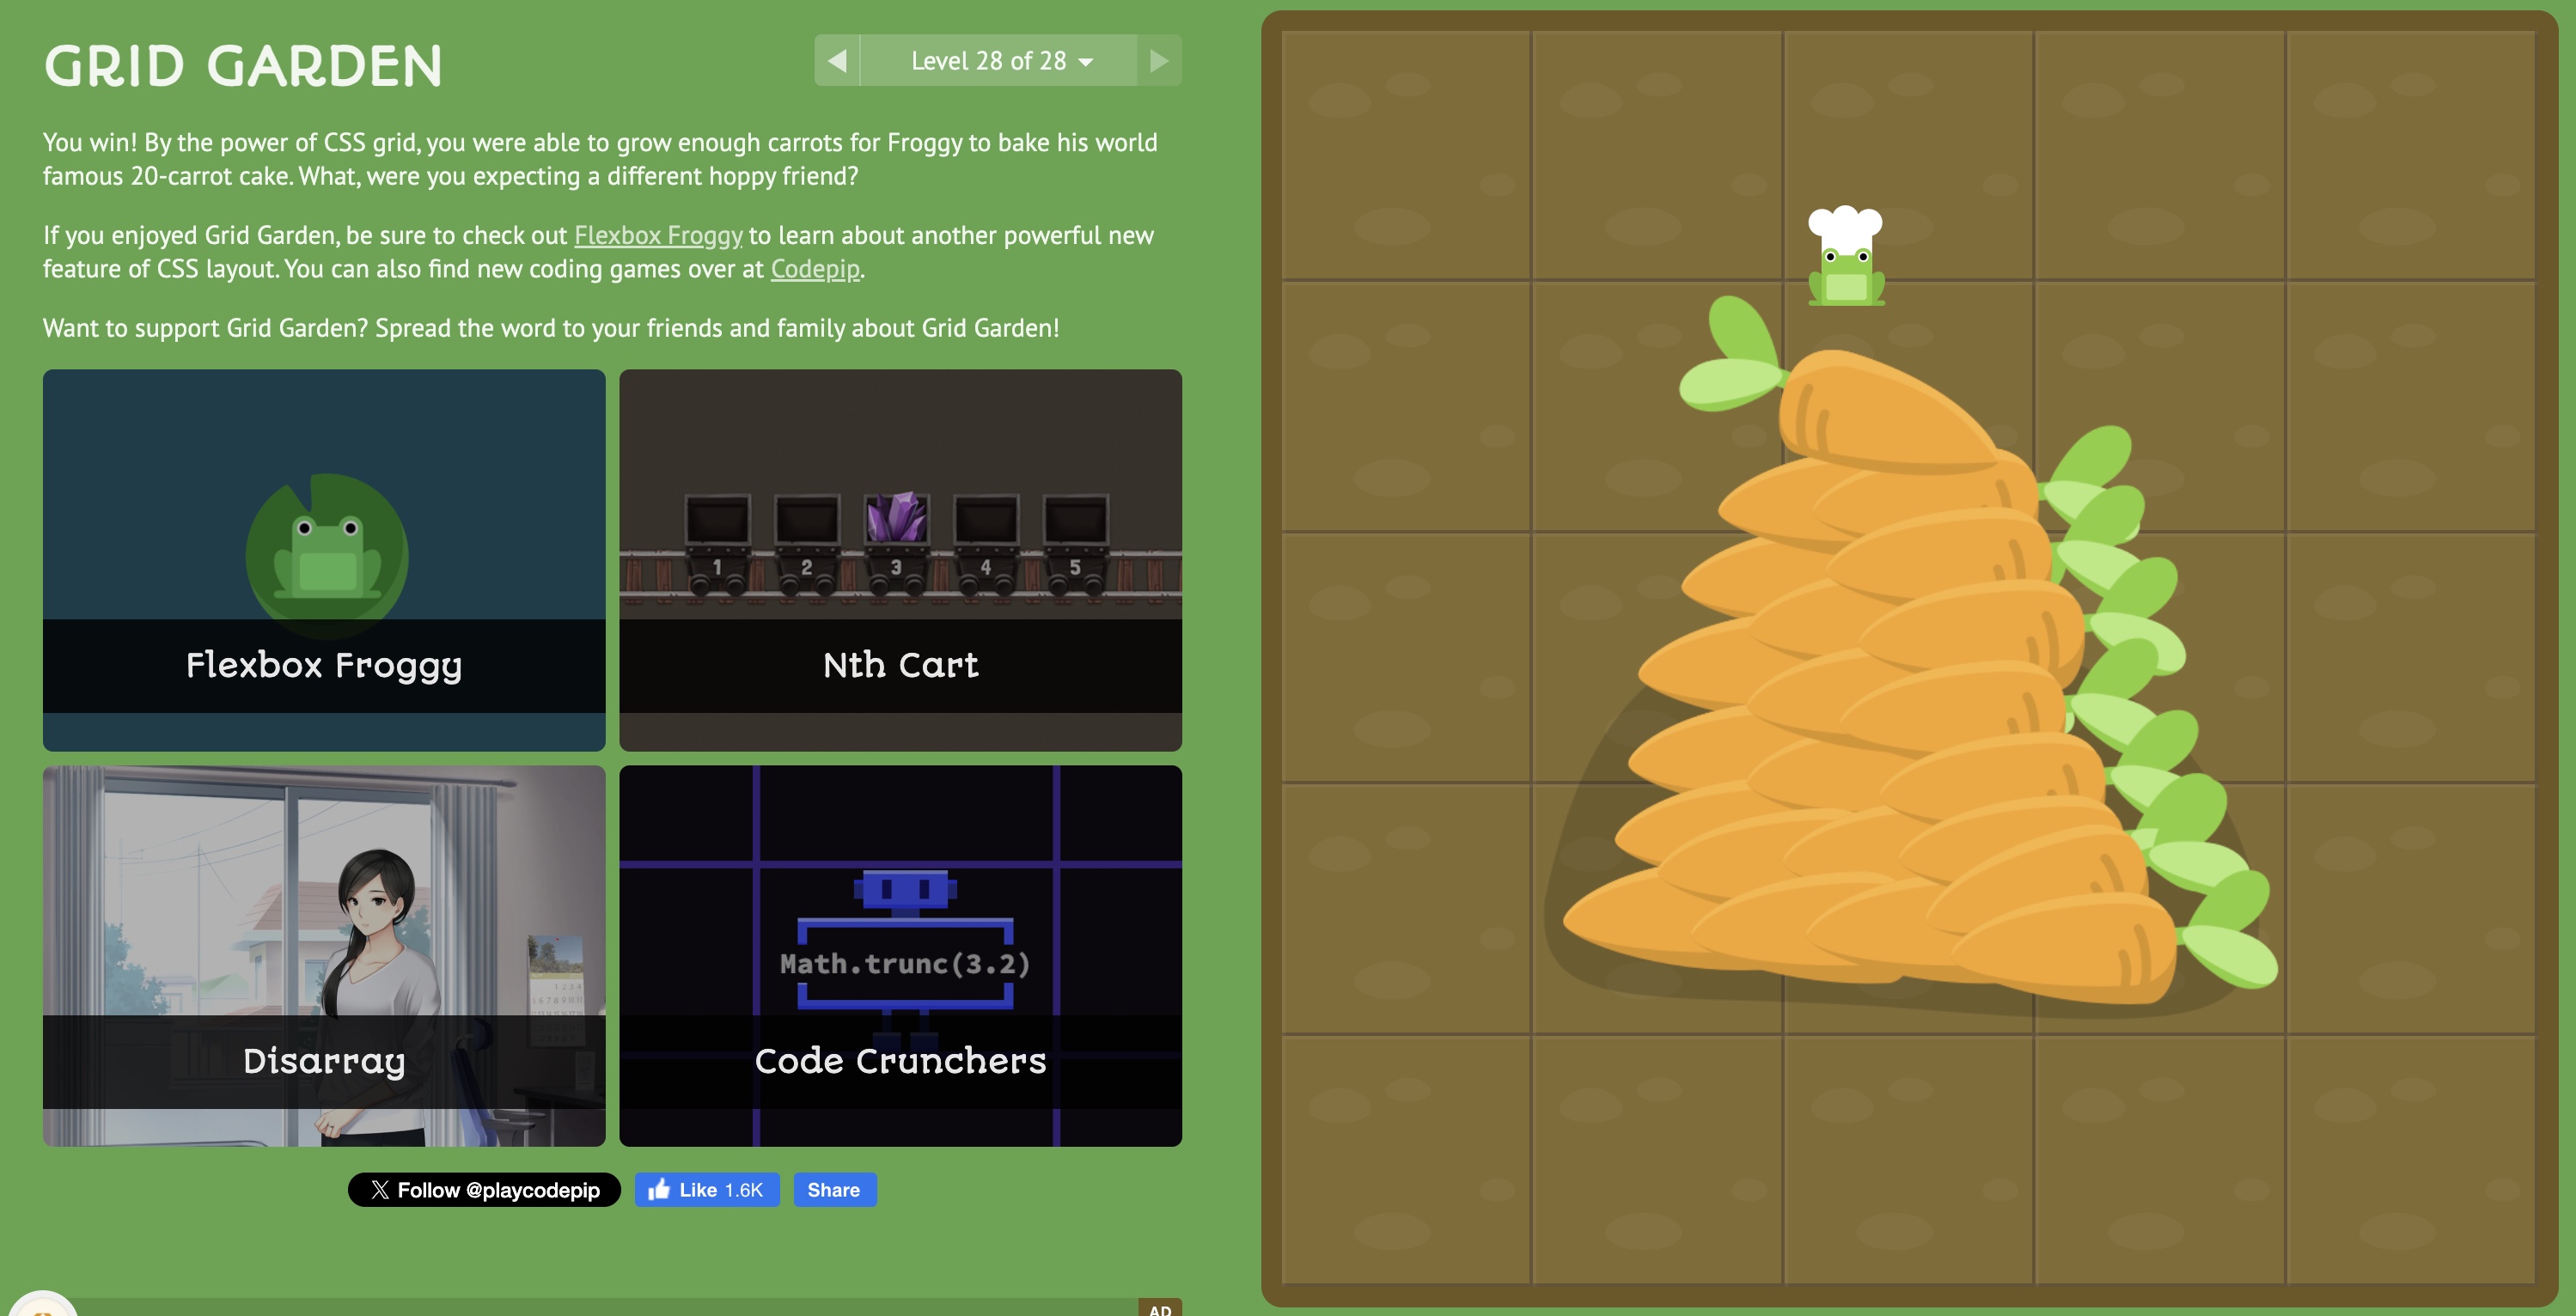 GRID GARDEN
Level 28 of 28
You win! By the power of CSS grid, you were able to grow enough carrots for Froggy to bake his world
famous 20-carrot cake. What, were you expecting a different hoppy friend?
If you enjoyed Grid Garden, be sure to check out Flexbox Froggy to learn about another powerful new
feature of CSS layout. You can also find new coding games over at Codepip.
Want to support Grid Garden? Spread the word to your friends and family about Grid Garden!
1 2 3 4 5
Flexbox Froggy
Nth Cart
Math.trunc(3.2)
Disarray
Code Crunchers
X Follow @playcodepip
Like 1.6K
Share
AD